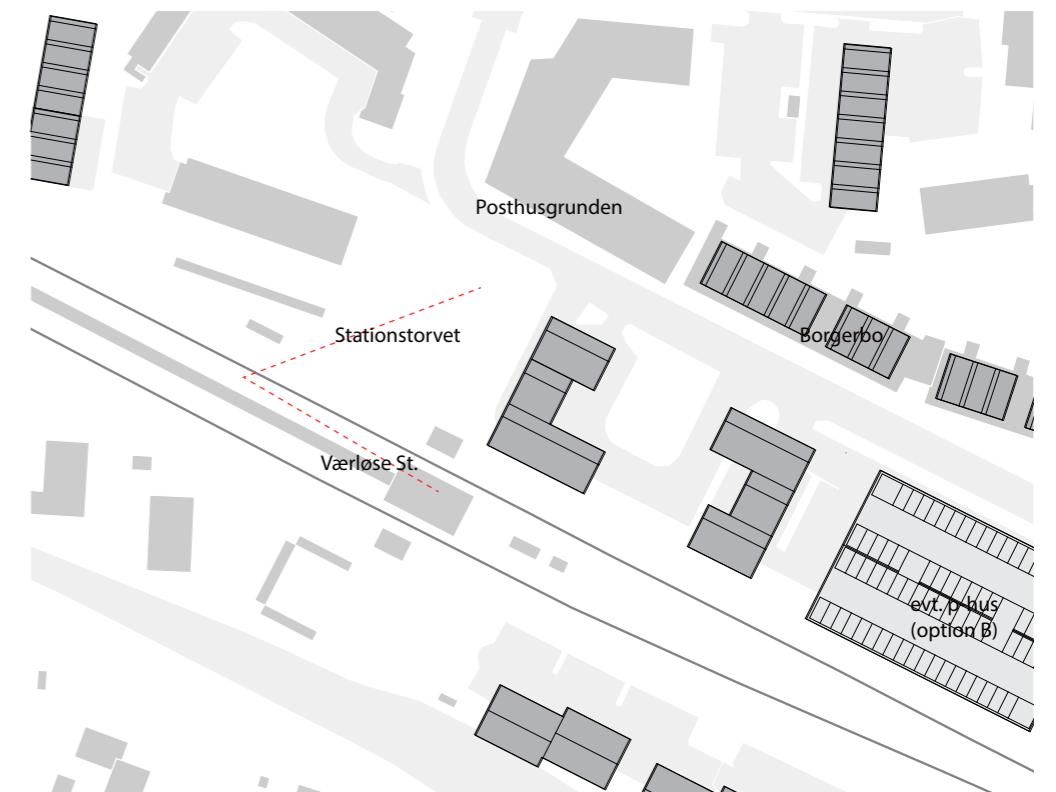 Posthusgrunden
Stationstorvet
Borgerbo
Værløse St.
evt. p-hus
(option B)